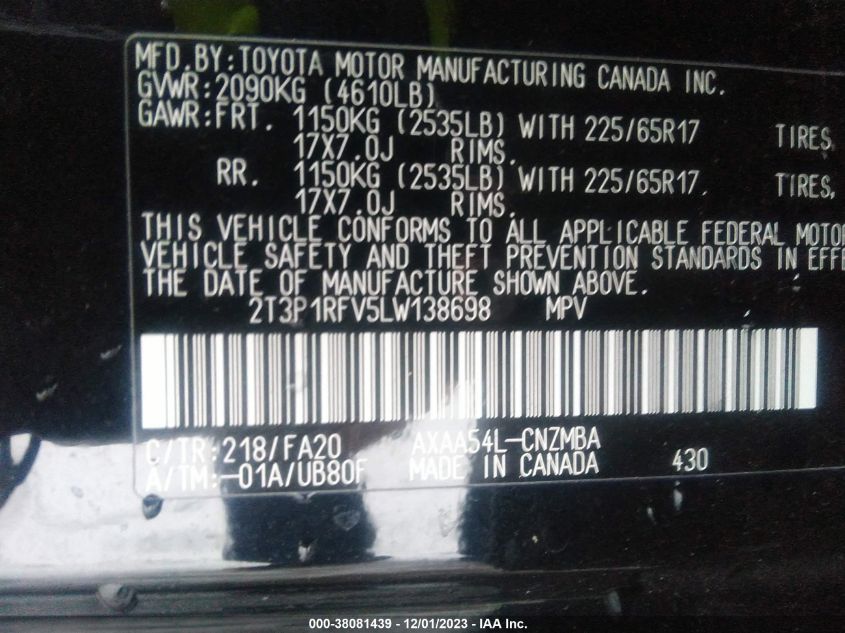 MFD.BY:TOYOTA MOTOR MANUFACTURING CANADA INC.
GVWR:2090KG (4610LB)
GAWR:FRT. 1150KG (2535LB) WITH 225/65R17 TIRES
17X7.0J RIMS.
RR. 1150KG (2535LB) WITH 225/65R17. TIRES,
17X7.0J RIMS.
THIS VEHICLE CONFORMS TO ALL APPLICABLE FEDERAL MOTOR
VEHICLE SAFETY AND THEFT PREVENTION STANDARDS IN EFFE
THE DATE OF MANUFACTURE SHOWN ABOVE.
2T3P1RFV5LW138698 MPV
C/TR:218/FA20 AXAA54L-CNZMBA
A/TM:-01A/UB80F MADE IN CANADA 430
000-38081439 - 12/01/2023 - IAA Inc.